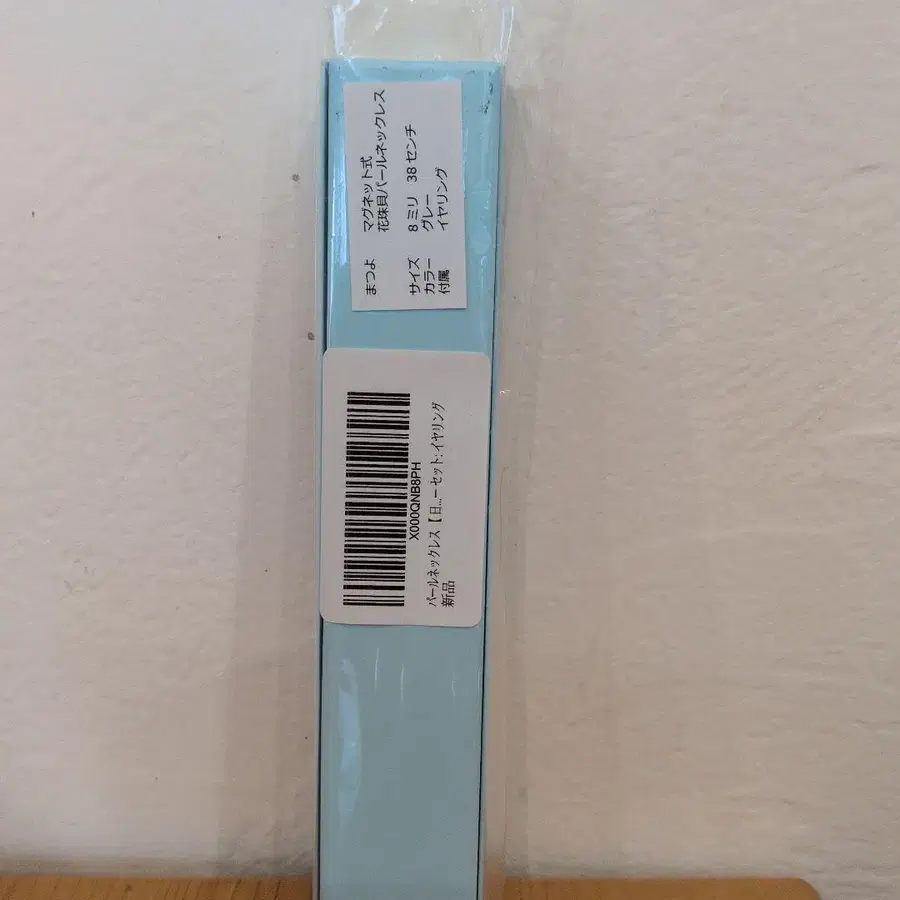 まつよ マグネット式
花珠貝パールネックレス
サイズ 8ミリ 38センチ
カラー グレー
付属 イヤリング
X000QNB8PH
パールネックレス【日...ーセット:イヤリング
新品